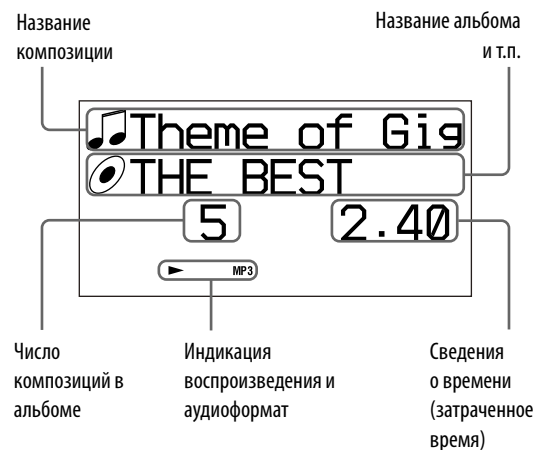 Название
композиции
Название альбома
и т.п.
Theme of Gig
THE BEST
5 2.40
MP3
Число
композиций в
альбоме
Индикация
воспроизведения и
аудиоформат
Сведения
о времени
(затраченное
время)